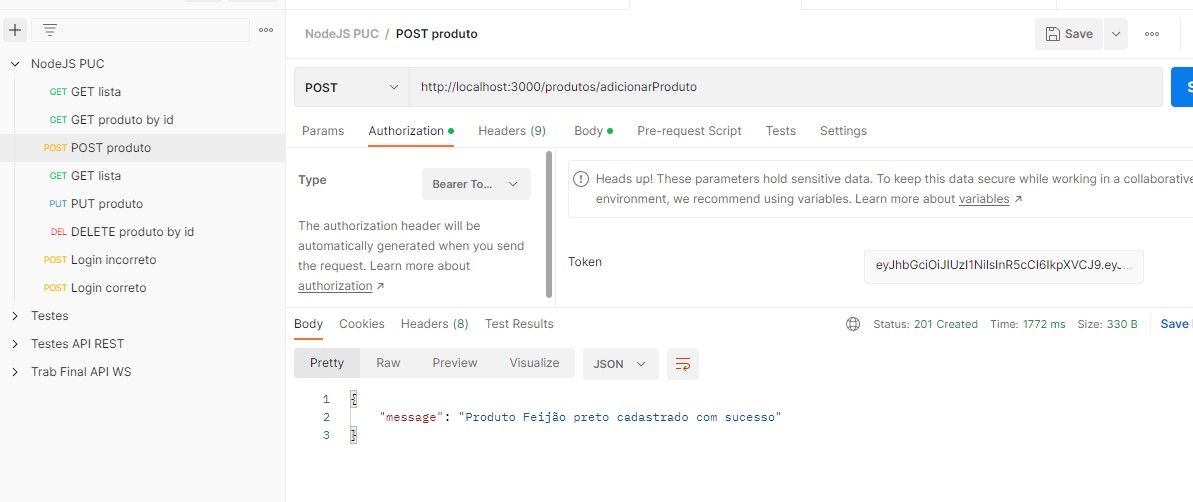 NodeJS PUC / POST produto
Save
NodeJS PUC
GET GET lista
GET GET produto by id
POST POST produto
GET GET lista
PUT PUT produto
DEL DELETE produto by id
POST Login incorreto
POST Login correto
Testes
Testes API REST
Trab Final API WS
POST http://localhost:3000/produtos/adicionarProduto
Params Authorization Headers (9) Body Pre-request Script Tests Settings
Type Bearer To...
The authorization header will be
automatically generated when you send
the request. Learn more about
authorization ↗
Heads up! These parameters hold sensitive data. To keep this data secure while working in a collaborative
environment, we recommend using variables. Learn more about variables ↗
Token
Body Cookies Headers (8) Test Results
Status: 201 Created Time: 1772 ms Size: 330 B Save
Pretty Raw Preview Visualize JSON
1 {
2 "message": "Produto Feijão preto cadastrado com sucesso"
3 }